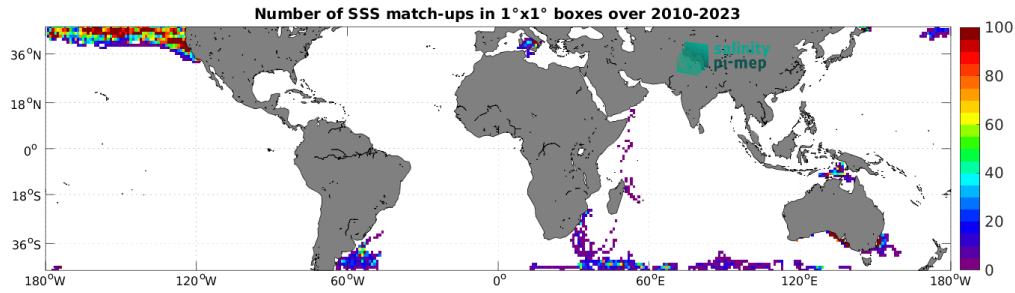 Number of SSS match-ups in 1°x1° boxes over 2010-2023
100
80
60
40
20
0
salinity
pi-mep
36°N
18°N
0°
18°S
36°S
180°W 120°W 60°W 0° 60°E 120°E 180°W